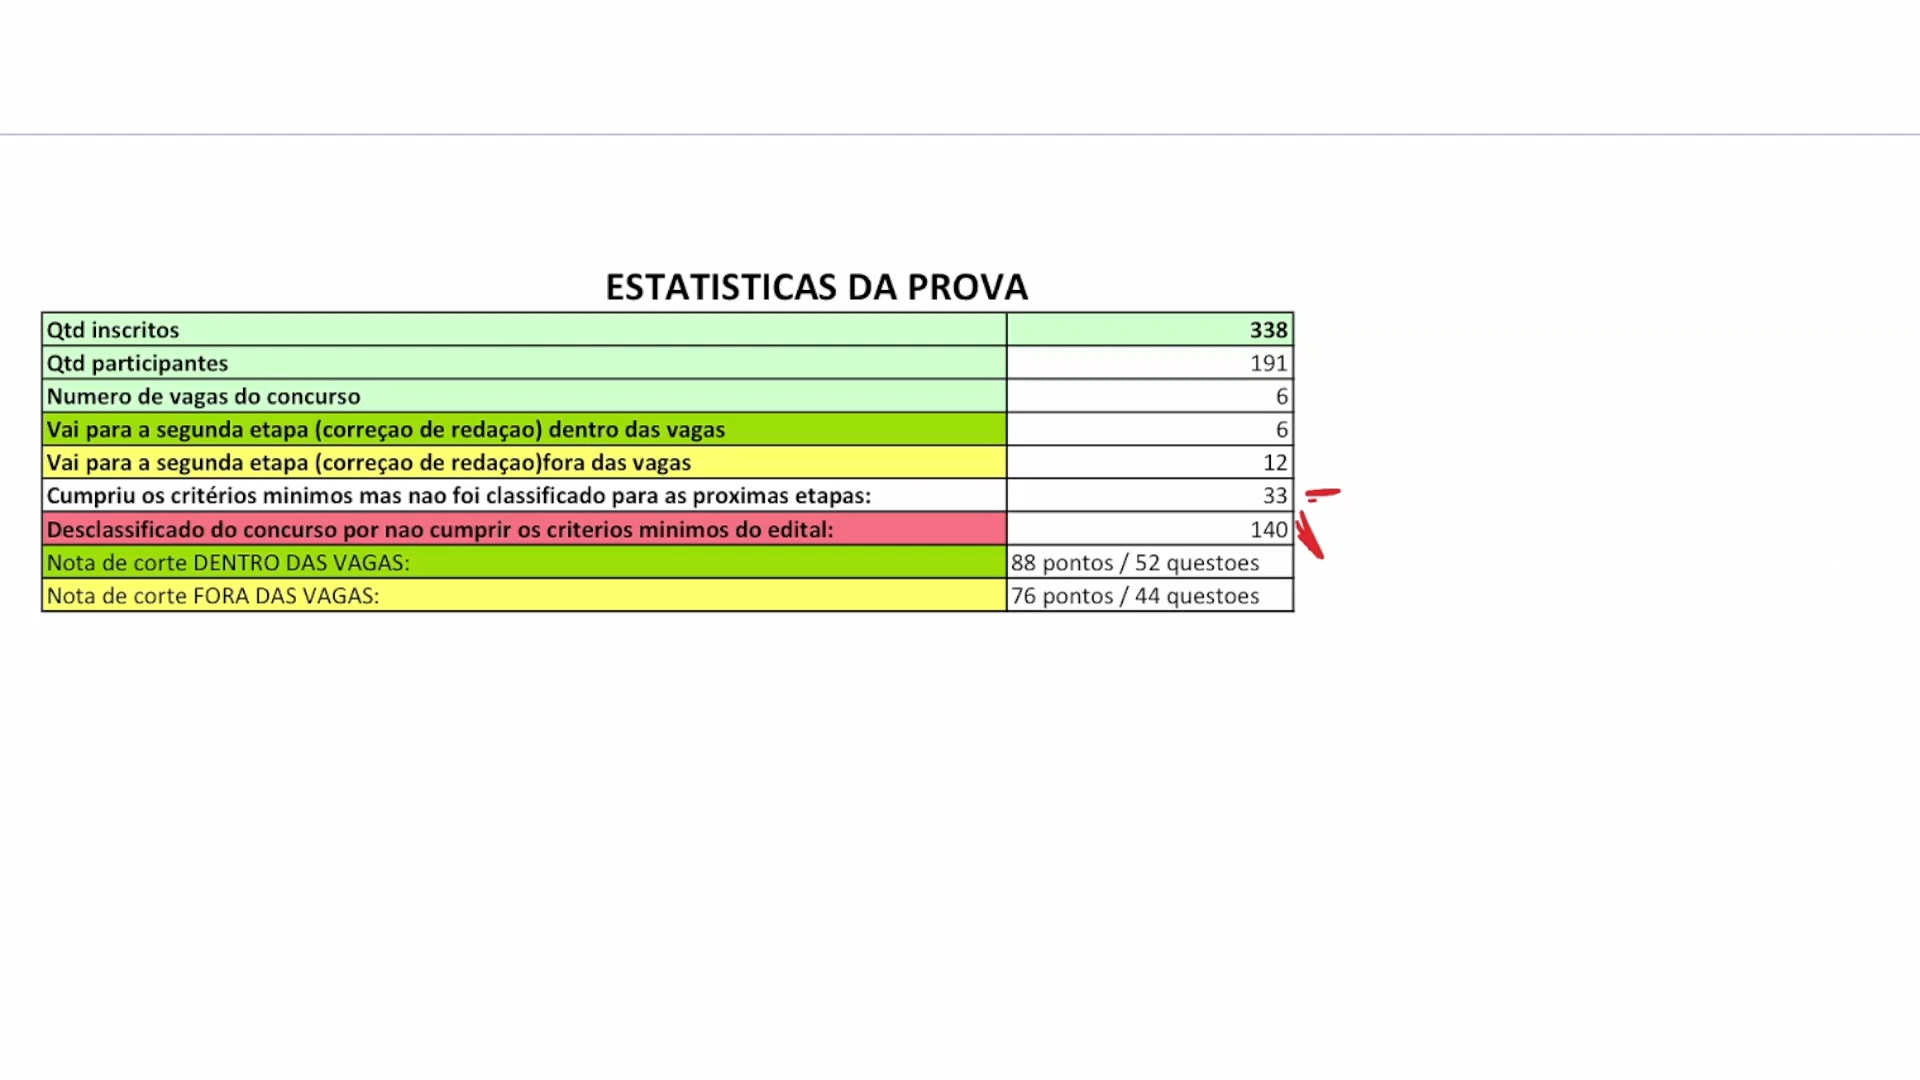 ESTATISTICAS DA PROVA
Qtd inscritos 338
Qtd participantes 191
Numero de vagas do concurso 6
Vai para a segunda etapa (correçao de redaçao) dentro das vagas 6
Vai para a segunda etapa (correçao de redaçao)fora das vagas 12
Cumpriu os critérios minimos mas nao foi classificado para as proximas etapas: 33
Desclassificado do concurso por nao cumprir os criterios minimos do edital: 140
Nota de corte DENTRO DAS VAGAS: 88 pontos / 52 questoes
Nota de corte FORA DAS VAGAS: 76 pontos / 44 questoes